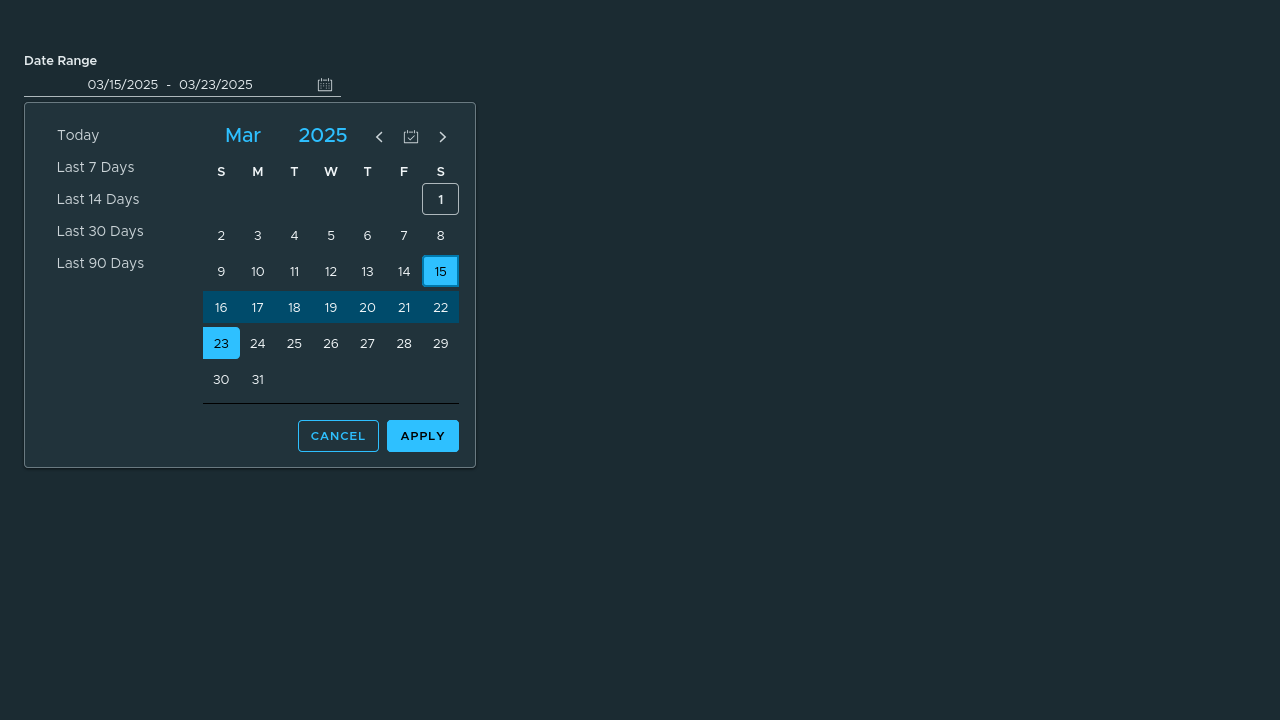 Date Range
03/15/2025 - 03/23/2025
Today
Last 7 Days
Last 14 Days
Last 30 Days
Last 90 Days
Mar 2025
S M T W T F S
1
2 3 4 5 6 7 8
9 10 11 12 13 14 15
16 17 18 19 20 21 22
23 24 25 26 27 28 29
30 31
CANCEL APPLY